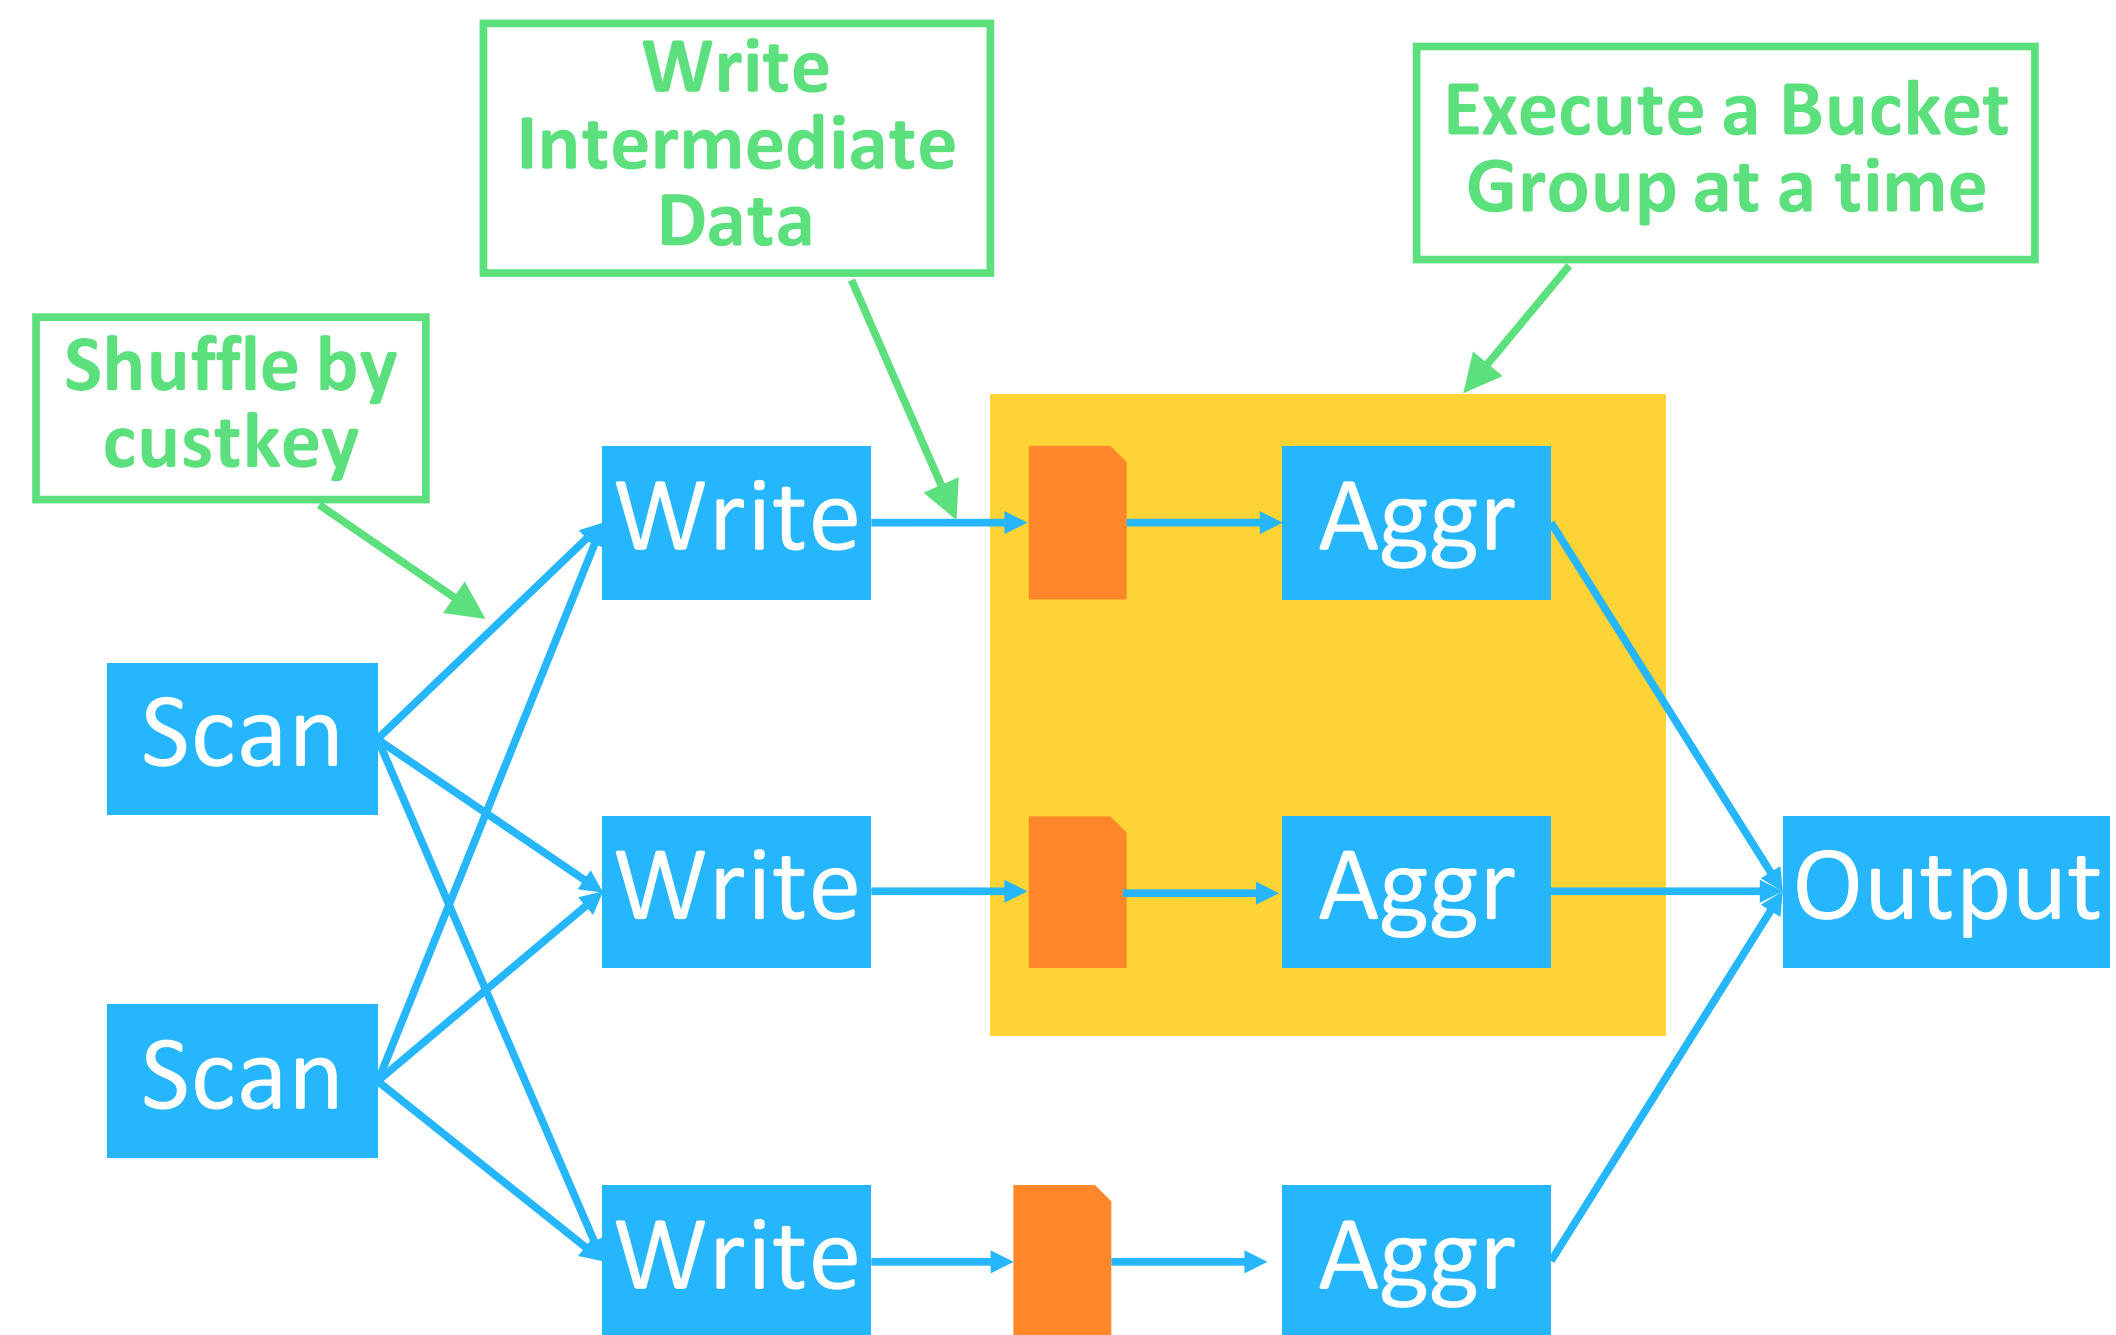 Write
Intermediate
Data
Execute a Bucket
Group at a time
Shuffle by
custkey
Write
Aggr
Scan
Write
Aggr
Output
Scan
Write
Aggr